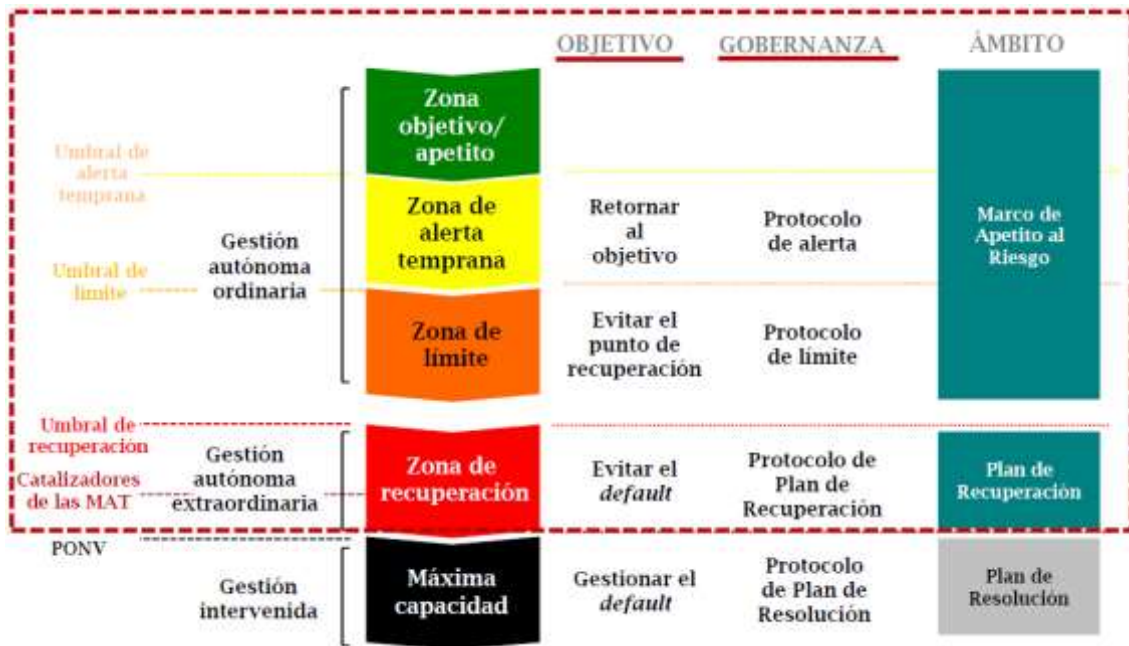 OBJETIVO
GOBERNANZA
ÁMBITO
Zona
objetivo/
apetito
Umbral de
alerta
temprana
Zona de
alerta
temprana
Retornar
al
objetivo
Protocolo
de alerta
Marco de
Apetito al
Riesgo
Gestión
autónoma
ordinaria
Umbral de
límite
Zona de
límite
Evitar el
punto de
recuperación
Protocolo
de límite
Umbral de
recuperación
Catalizadores
de las MAT
Gestión
autónoma
extraordinaria
Zona de
recuperación
Evitar el
default
Protocolo de
Plan de
Recuperación
Plan de
Recuperación
PONV
Gestión
intervenida
Máxima
capacidad
Gestionar el
default
Protocolo
de Plan de
Resolución
Plan de
Resolución